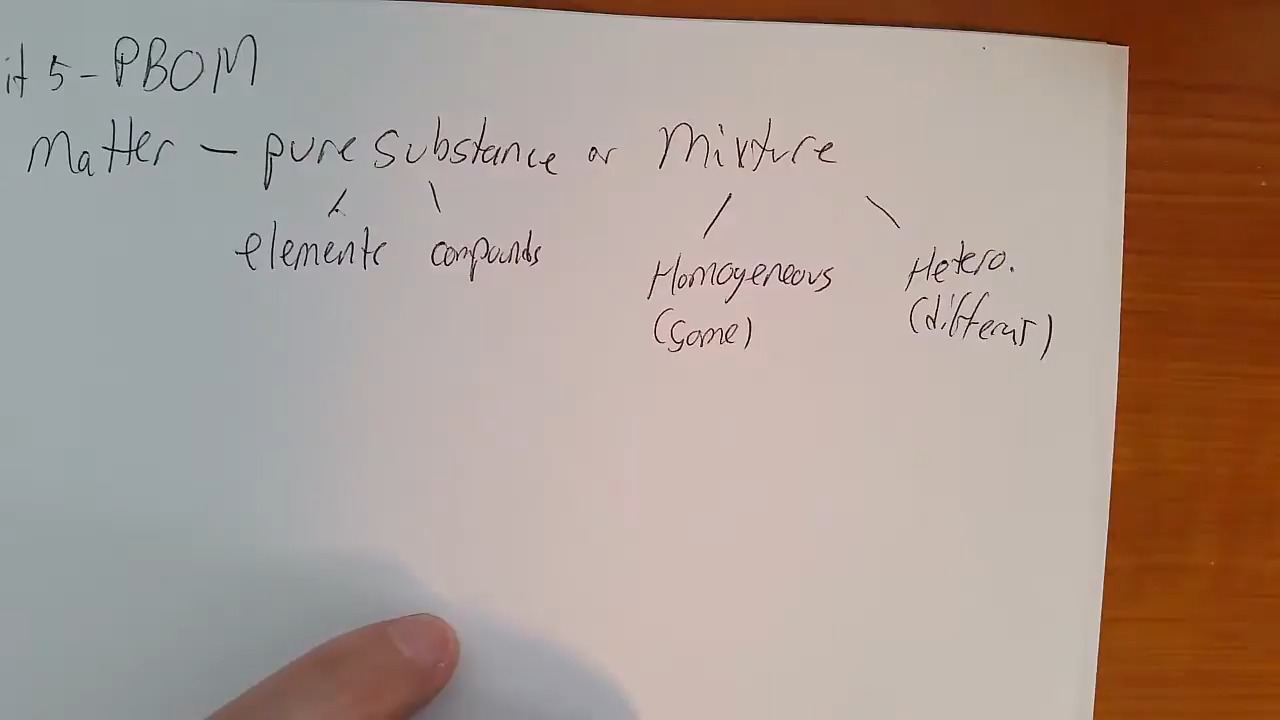 it 5 - PBOM
Matter - pure substance or Mixture
elements compounds
Homogeneous Hetero.
(same) (different)